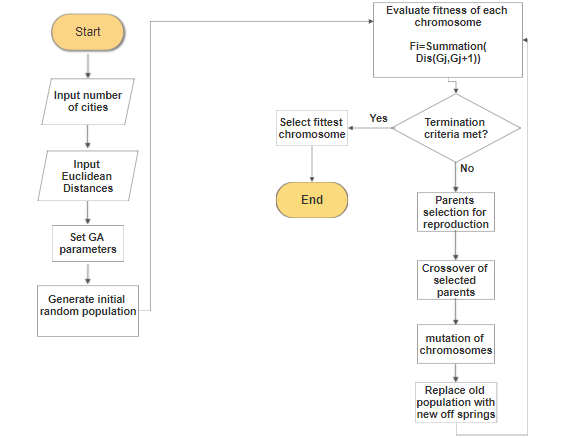 Start
Input number
of cities
Input
Euclidean
Distances
Set GA
parameters
Generate initial
random population
Evaluate fitness of each
chromosome
Fi=Summation(
Dis(Gj,Gj+1))
Termination
criteria met?
Yes
Select fittest
chromosome
End
No
Parents
selection for
reproduction
Crossover of
selected
parents
mutation of
chromosomes
Replace old
population with
new off springs